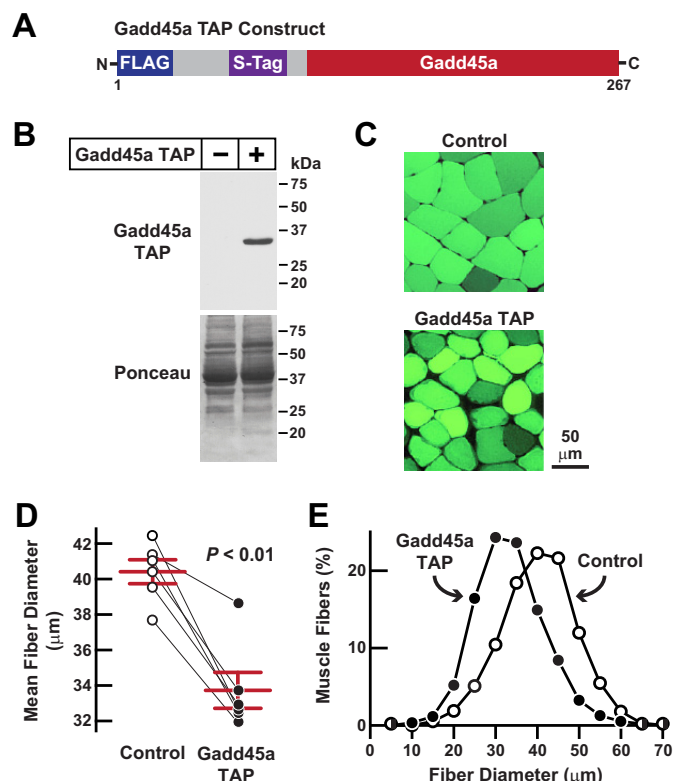 A
Gadd45a TAP Construct
N
FLAG
S-Tag
Gadd45a
C
1
267
B
Gadd45a TAP
−
+
kDa
Gadd45a
TAP
75
50
37
25
20
Ponceau
75
50
37
25
20
C
Control
Gadd45a TAP
50
μm
D
Mean Fiber Diameter
(μm)
42
40
38
36
34
32
P < 0.01
Control
Gadd45a
TAP
E
Muscle Fibers (%)
20
10
0
Gadd45a
TAP
Control
0
10
20
30
40
50
60
70
Fiber Diameter (μm)